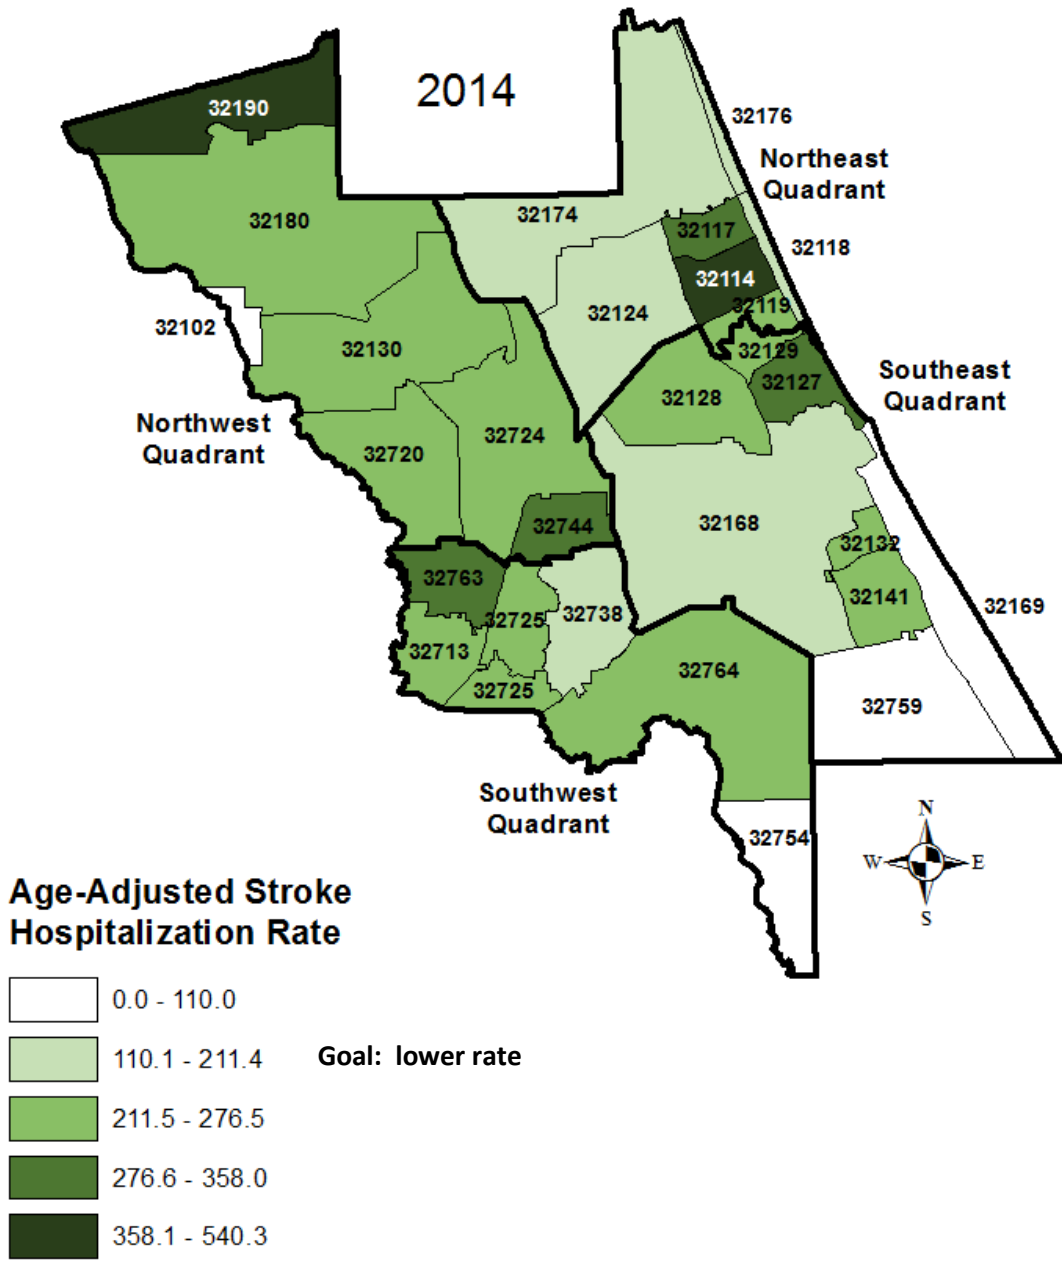 2014
32190
32176
Northeast
Quadrant
32180
32174
32117
32118
32114
32102
32124
32119
32130
32129
32127
Southeast
Quadrant
32128
Northwest
Quadrant
32724
32720
32744
32168
32132
32763
32141
32169
32725
32738
32713
32764
32725
32759
Southwest
Quadrant
32754
N
W
E
S
Age-Adjusted Stroke
Hospitalization Rate
0.0 - 110.0
110.1 - 211.4
Goal: lower rate
211.5 - 276.5
276.6 - 358.0
358.1 - 540.3